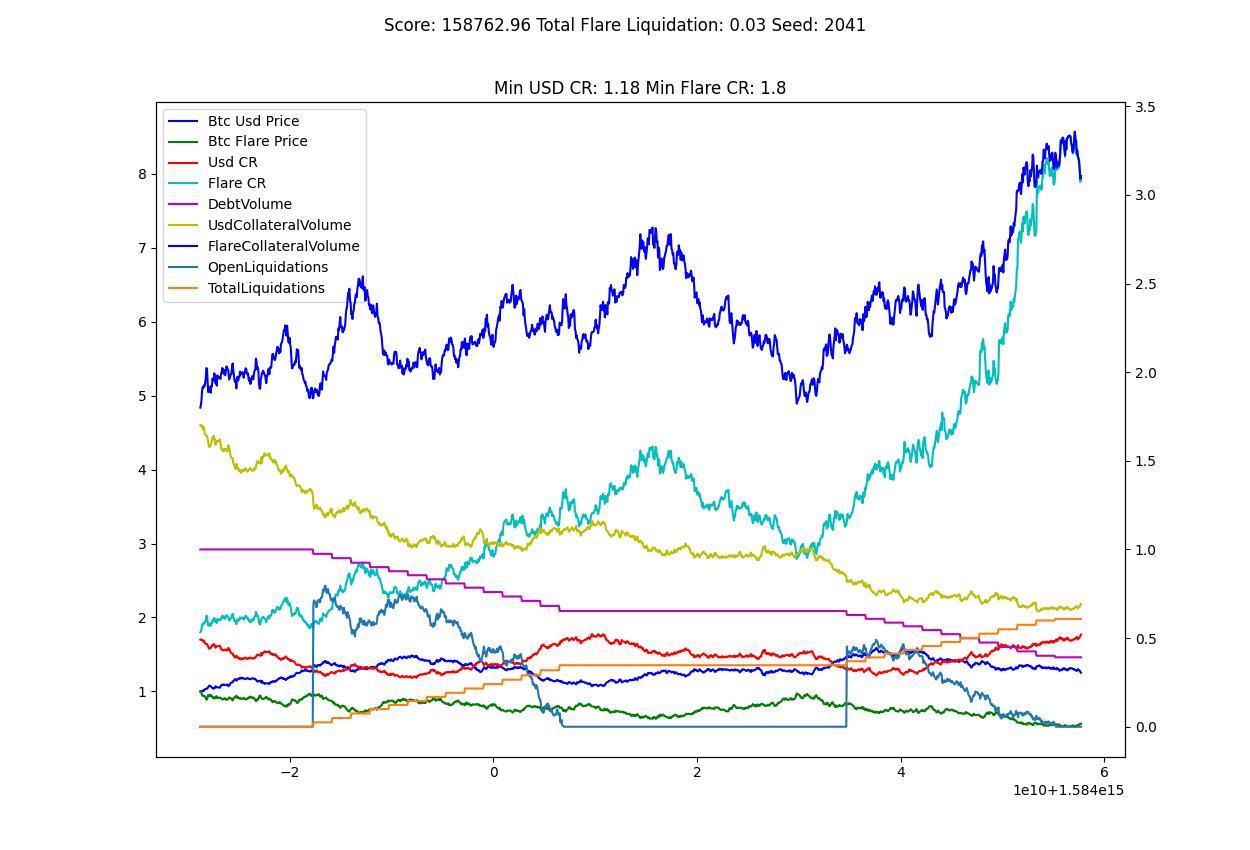 Score: 158762.96 Total Flare Liquidation: 0.03 Seed: 2041
Min USD CR: 1.18 Min Flare CR: 1.8
Btc Usd Price
Btc Flare Price
Usd CR
Flare CR
DebtVolume
UsdCollateralVolume
FlareCollateralVolume
OpenLiquidations
TotalLiquidations
8
7
6
5
4
3
2
1
3.5
3.0
2.5
2.0
1.5
1.0
0.5
0.0
−2 0 2 4 6
1e10+1.584e15